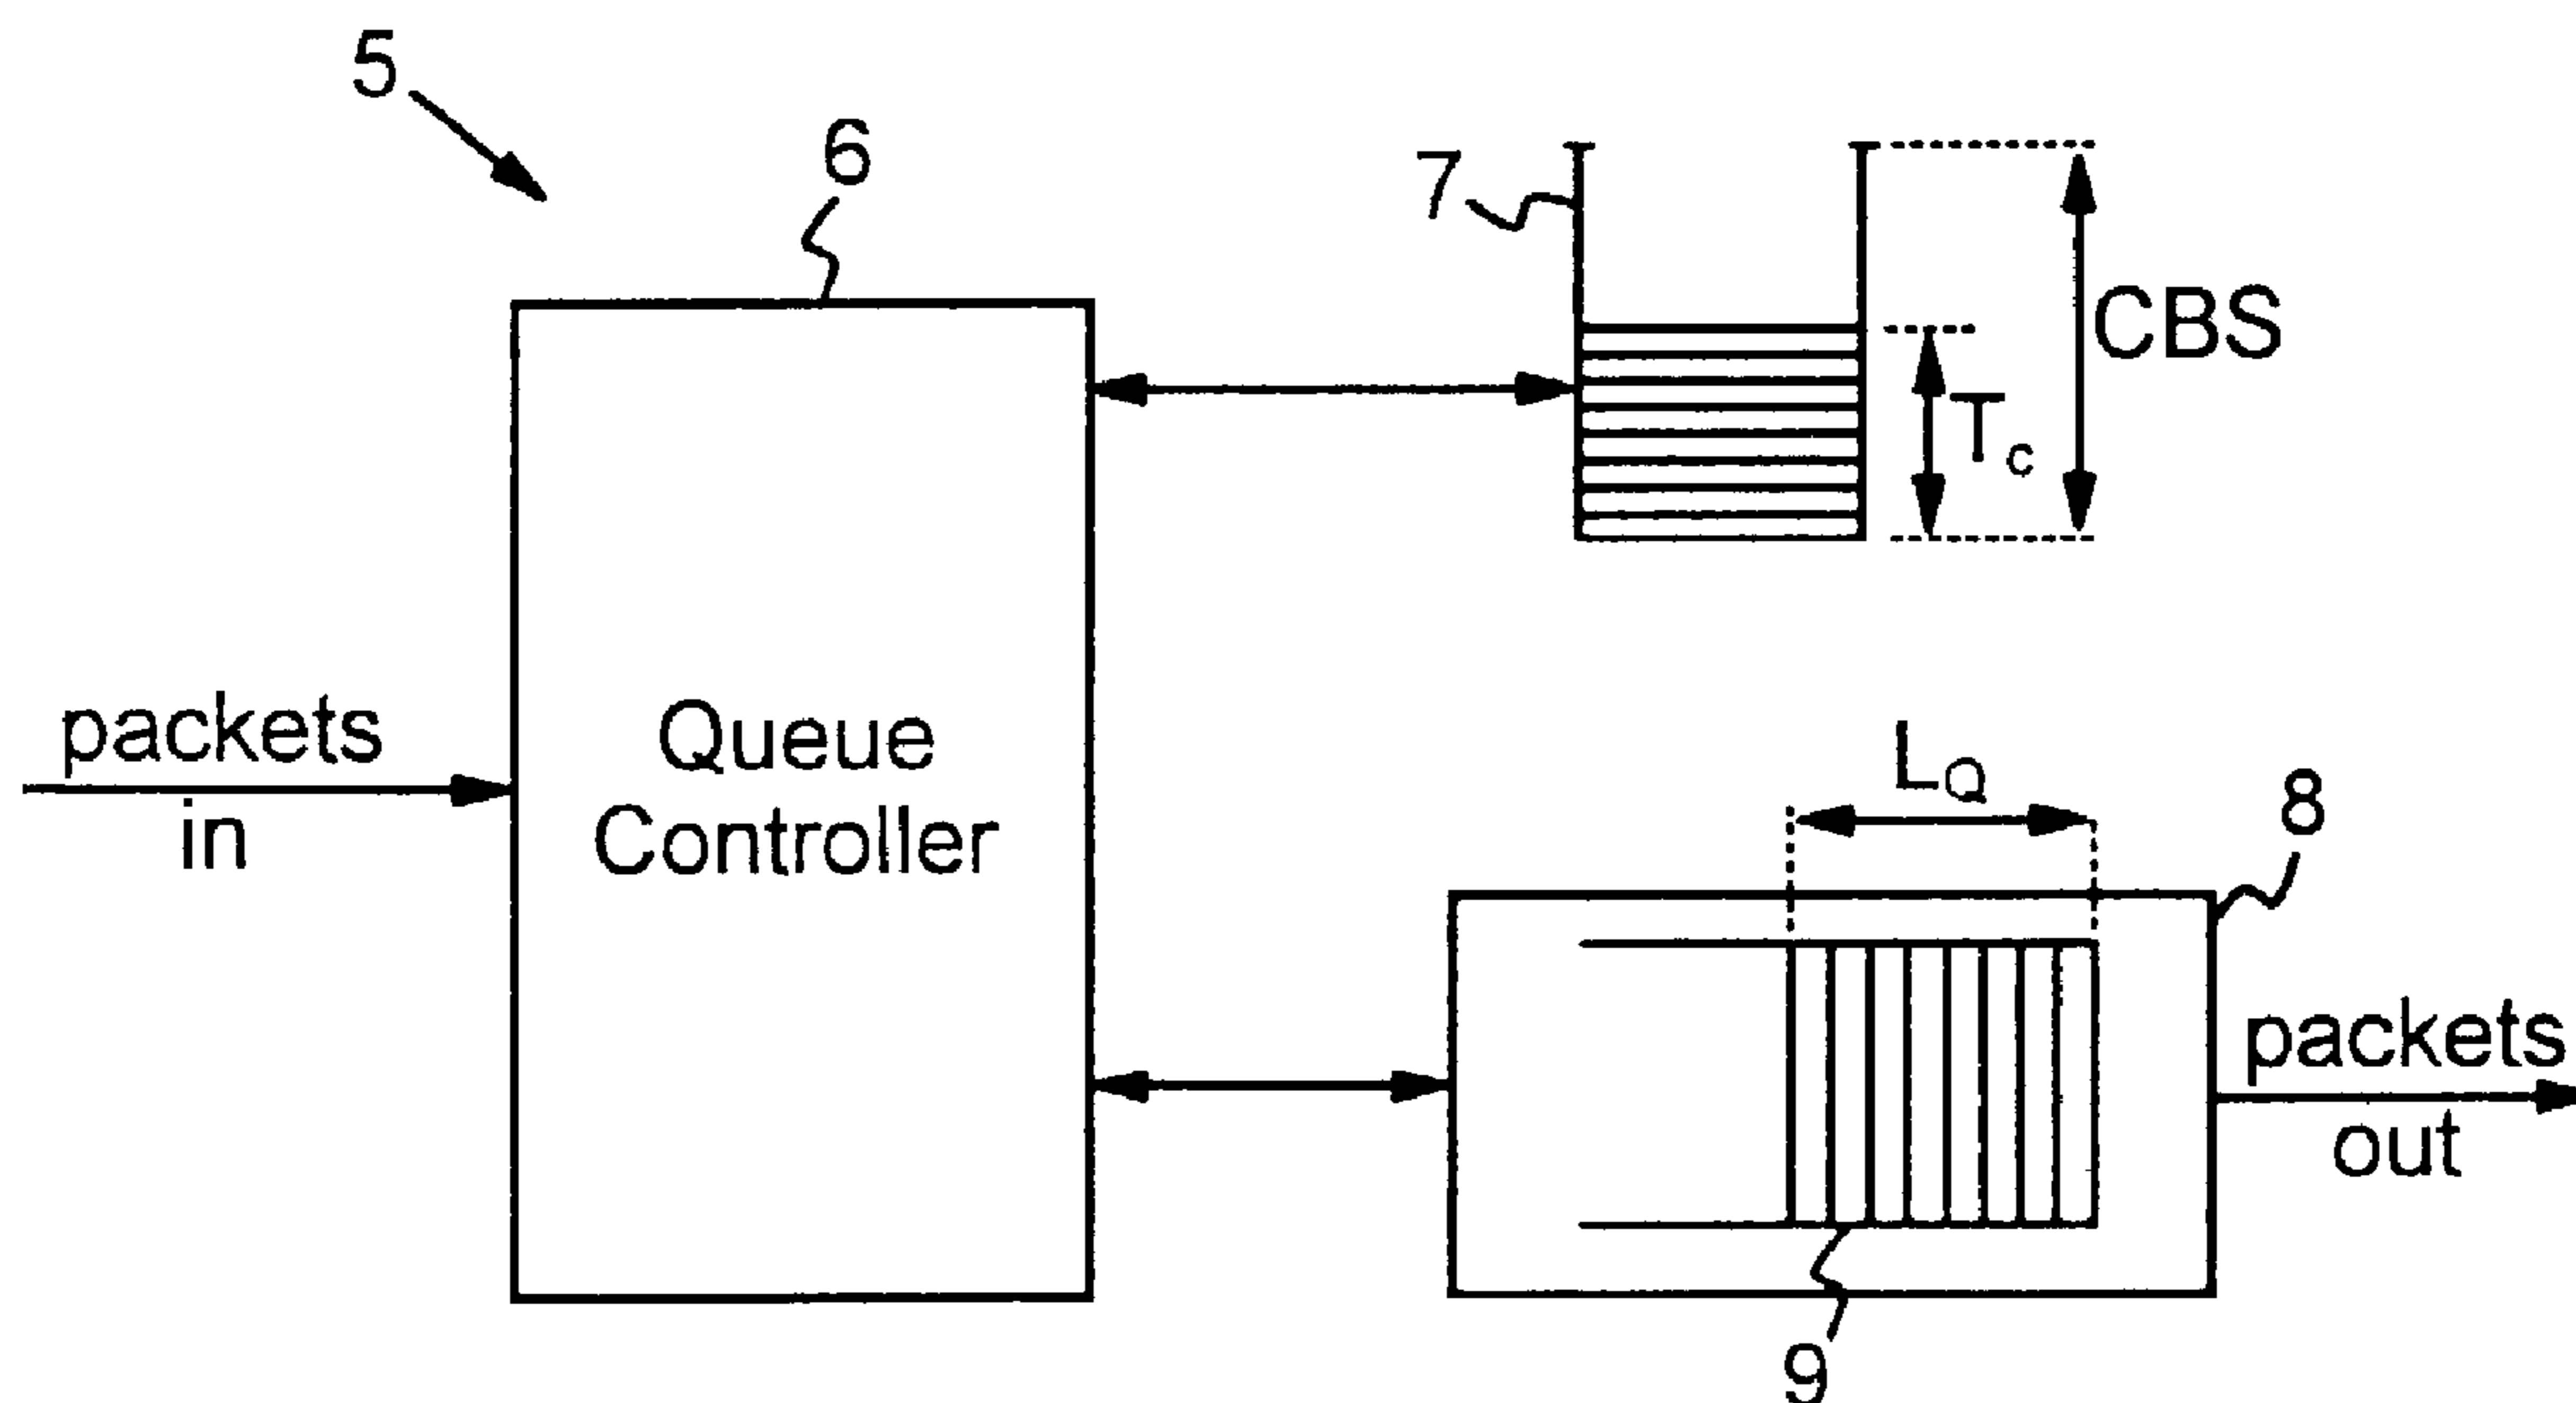 5
6
7
CBS
Tc
packets
in
Queue
Controller
LQ
8
packets
out
9